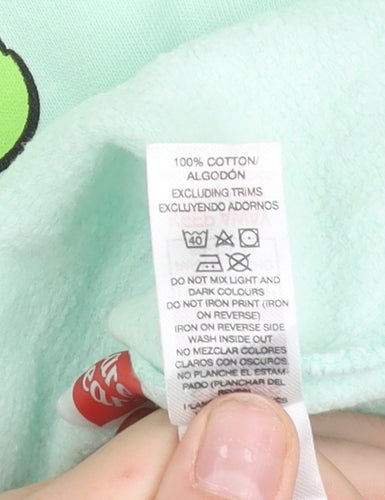 100% COTTON/
ALGODÓN
EXCLUDING TRIMS
EXCLUYENDO ADORNOS
40
DO NOT MIX LIGHT AND
DARK COLOURS
DO NOT IRON PRINT (IRON
ON REVERSE)
IRON ON REVERSE SIDE
WASH INSIDE OUT
NO MEZCLAR COLORES
CLAROS CON OSCUROS
NO PLANCHE EL ESTAM-
PADO (PLANCHAR DEL